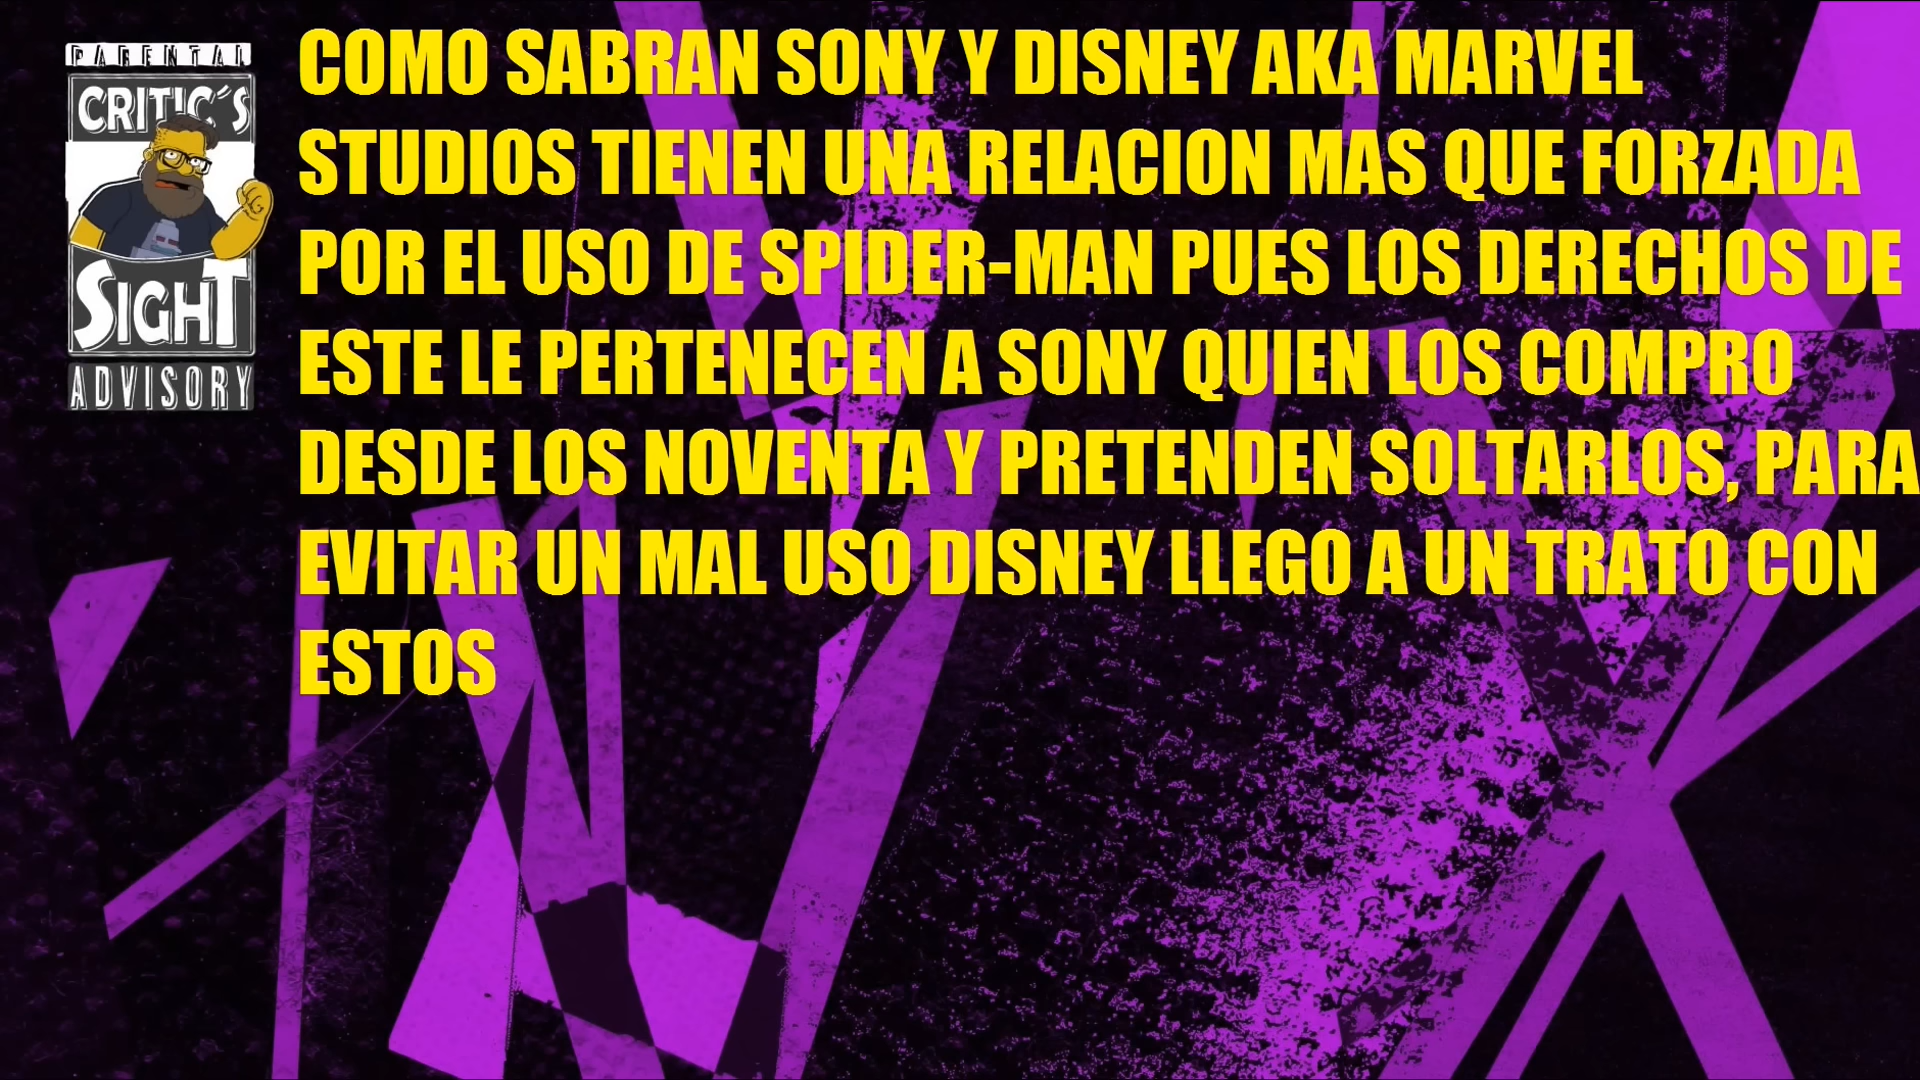 PARENTAL
CRITIC´S
SIGHT
ADVISORY
COMO SABRAN SONY Y DISNEY AKA MARVEL
STUDIOS TIENEN UNA RELACION MAS QUE FORZADA
POR EL USO DE SPIDER-MAN PUES LOS DERECHOS DE
ESTE LE PERTENECEN A SONY QUIEN LOS COMPRO
DESDE LOS NOVENTA Y PRETENDEN SOLTARLOS, PARA
EVITAR UN MAL USO DISNEY LLEGO A UN TRATO CON
ESTOS